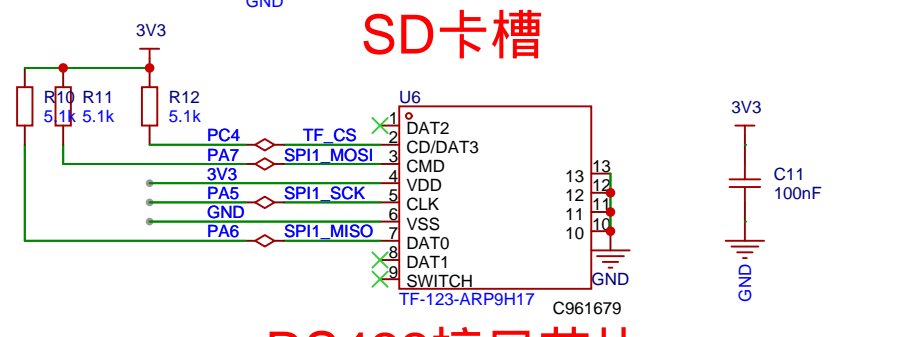 GND
SD卡槽
3V3
R10 R11 R12
5.1k 5.1k 5.1k
U6
1 DAT2
PC4 TF_CS 2 CD/DAT3
PA7 SPI1_MOSI 3 CMD
3V3 4 VDD
PA5 SPI1_SCK 5 CLK
GND 6 VSS
PA6 SPI1_MISO 7 DAT0
8 DAT1
9 SWITCH
13 13
12 12
11 11
10 10
GND
TF-123-ARP9H17
C961679
3V3
C11
100nF
GND